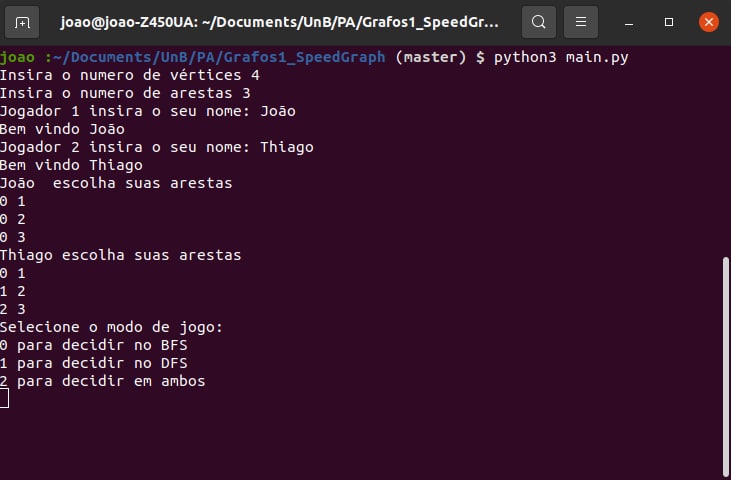 joao@joao-Z450UA: ~/Documents/UnB/PA/Grafos1_SpeedGr...
joao :~/Documents/UnB/PA/Grafos1_SpeedGraph (master) $ python3 main.py
Insira o numero de vértices 4
Insira o numero de arestas 3
Jogador 1 insira o seu nome: João
Bem vindo João
Jogador 2 insira o seu nome: Thiago
Bem vindo Thiago
João  escolha suas arestas
0 1
0 2
0 3
Thiago escolha suas arestas
0 1
1 2
2 3
Selecione o modo de jogo:
0 para decidir no BFS
1 para decidir no DFS
2 para decidir em ambos